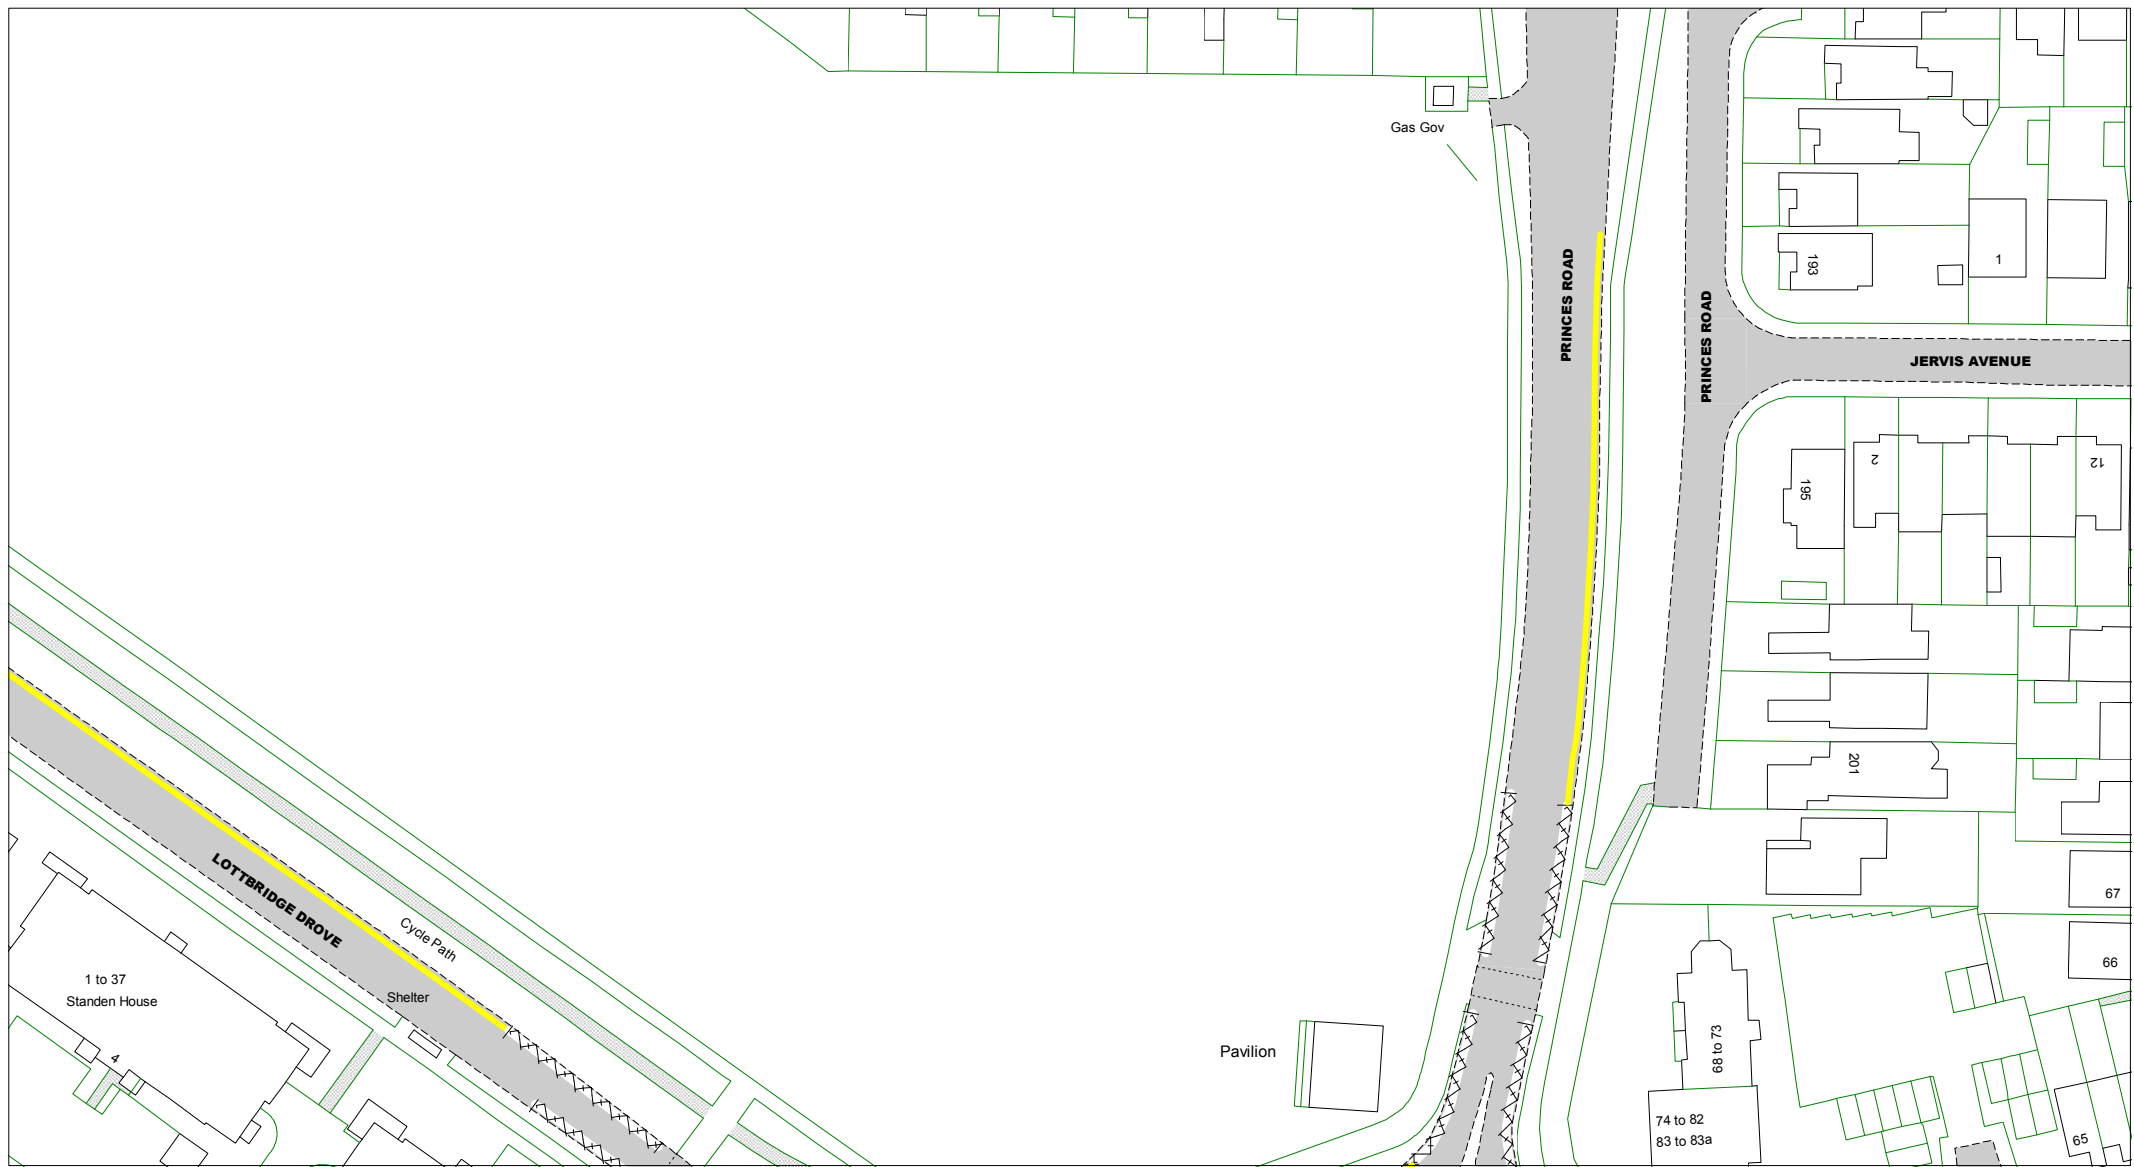 Gas Gov
PRINCES ROAD
PRINCES ROAD
193
1
JERVIS AVENUE
195
2
12
201
67
66
68 to 73
74 to 82
83 to 83a
65
Pavilion
LOTTBRIDGE DROVE
Cycle Path
Shelter
1 to 37
Standen House
4